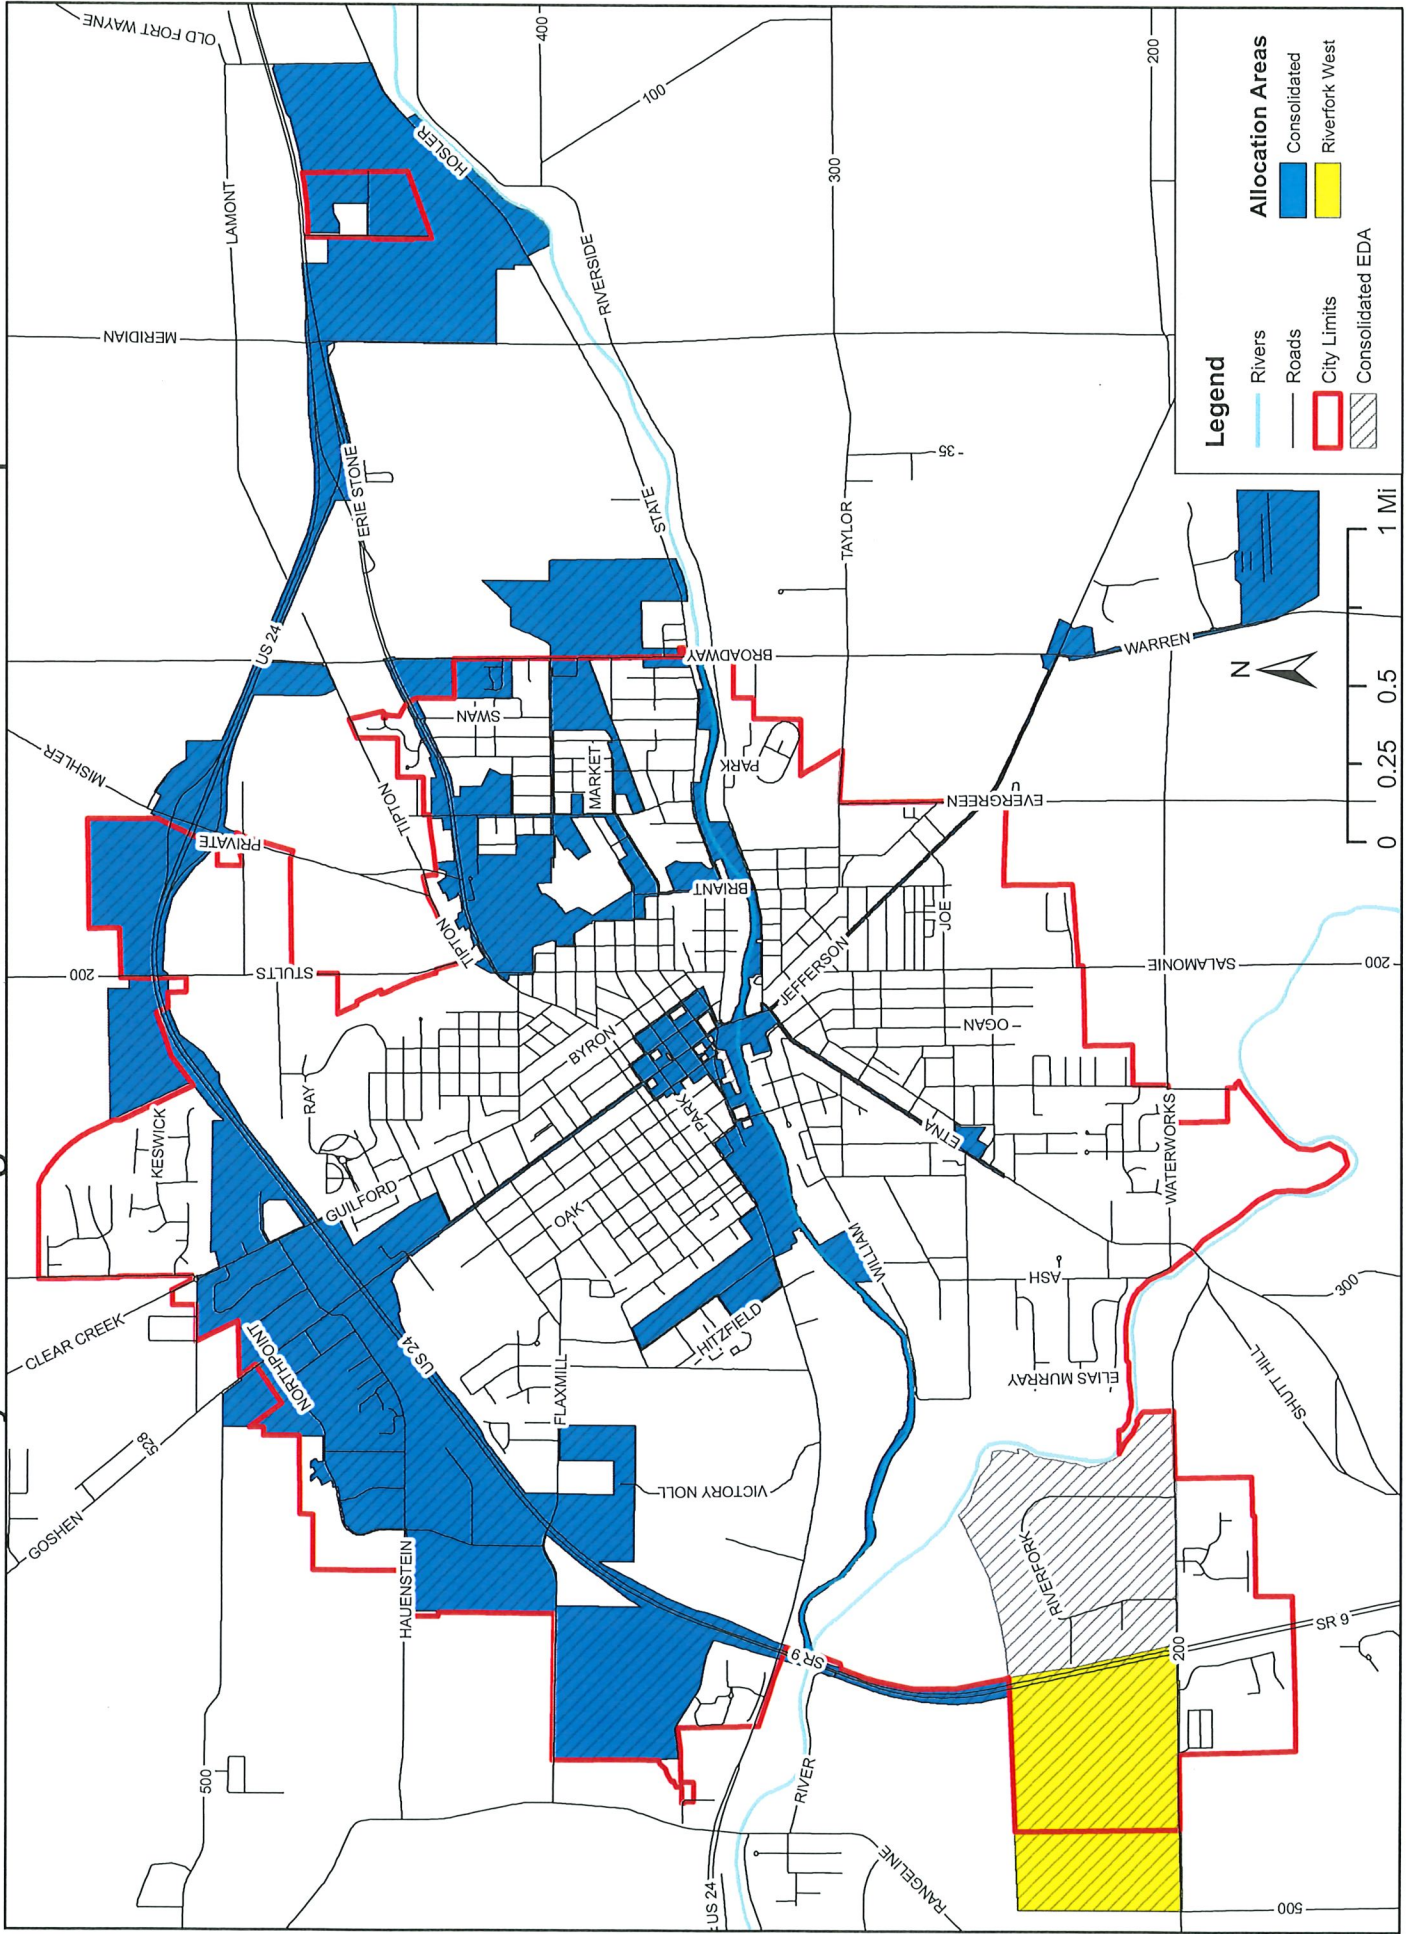 OLD FORT WAYNE
400
LAMONT
HOSLER
100
200
MERIDIAN
RIVERSIDE
300
ERIE STONE
STATE
35
US 24
TAYLOR
MISHLER
SWAN
BROADWAY
WARREN
MARKET
PARK
TIPTON
PRIVATE
EVERGREEN
TIPTON
BRIANT
JOE
200
STULTS
JEFFERSON
SALAMONIE
200
RAY
BYRON
OGAN
KESWICK
PARK
ETNA
WATERWORKS
GUILFORD
OAK
WILLIAM
ASH
300
CLEAR CREEK
NORTHPOINT
US 24
HITZFIELD
FLAXMILL
ELIAS MURRAY
SHUTT HILL
528
GOSHEN
VICTORY NOLL
HAUENSTEIN
RIVERFORK
SR 9
200
SR 9
500
RIVER
US 24
RANGELINE
500
Legend
Rivers
Roads
City Limits
Consolidated EDA
Allocation Areas
Consolidated
Riverfork West
N
0 0.25 0.5 1 Mi